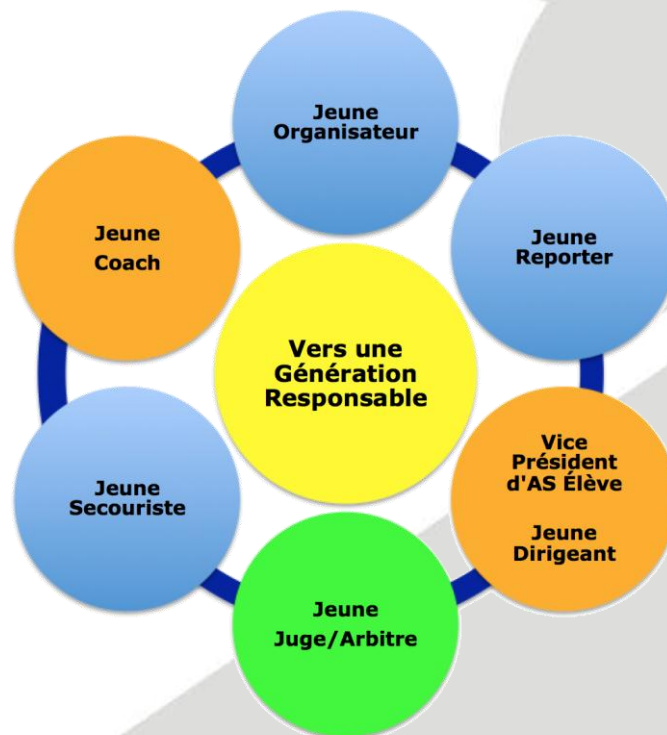 Jeune
Organisateur
Jeune
Reporter
Vice
Président
d'AS Élève
Jeune
Dirigeant
Jeune
Juge/Arbitre
Jeune
Secouriste
Jeune
Coach
Vers une
Génération
Responsable